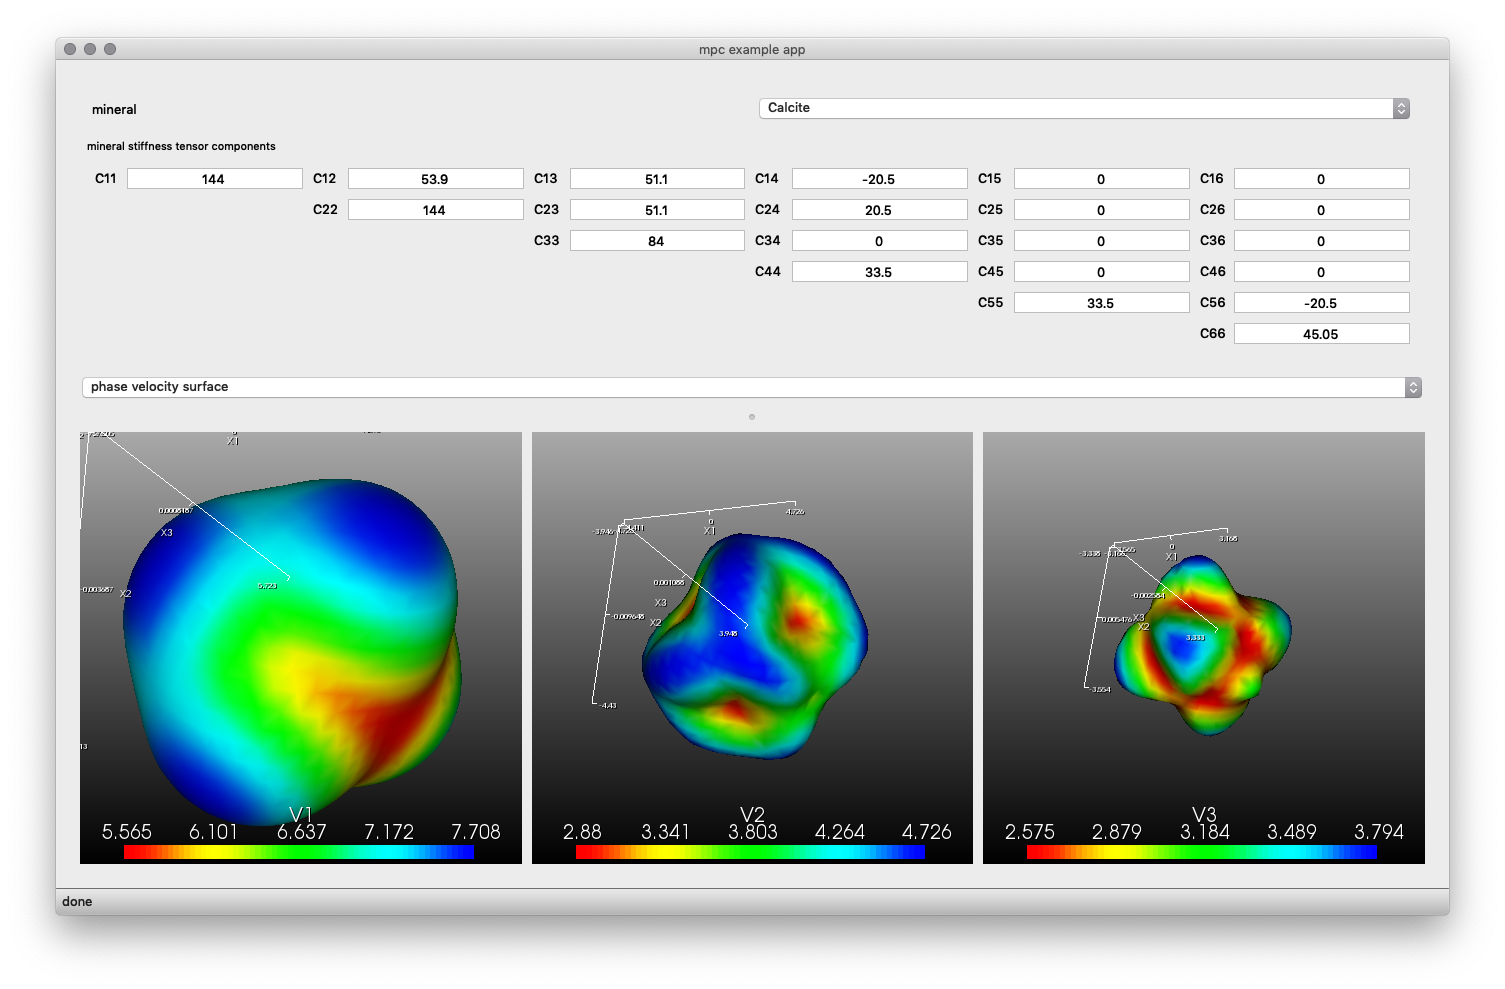 mpc example app
mineral Calcite
mineral stiffness tensor components
C11 144 C12 53.9 C13 51.1 C14 -20.5 C15 0 C16 0
C22 144 C23 51.1 C24 20.5 C25 0 C26 0
C33 84 C34 0 C35 0 C36 0
C44 33.5 C45 0 C46 0
C55 33.5 C56 -20.5
C66 45.05
phase velocity surface
X1
0.0008187
X3
5.723
-0.003687 X2
13
V1
5.565 6.101 6.637 7.172 7.708
4.726
0
X1
-3.946
0.001088
X3
-0.009648
X2
3.948
-4.43
V2
2.88 3.341 3.803 4.264 4.726
3.168
0
X1
-3.338
-0.002584
0.005476 X3
X2
3.333
-3.554
V3
2.575 2.879 3.184 3.489 3.794
done